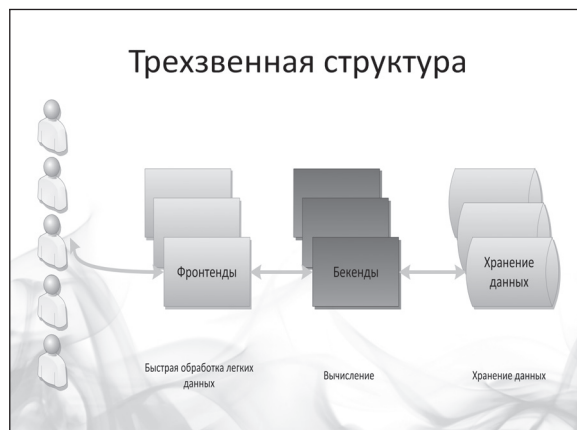 Трехзвенная структура
Фронтенды
Бекенды
Хранение
данных
Быстрая обработка легких
данных
Вычисление
Хранение данных